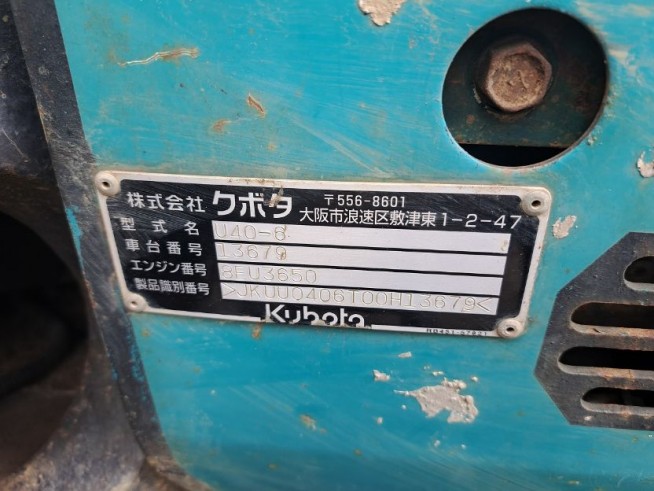 株式会社 クボタ 〒556-8601
大阪市浪速区敷津東1-2-47
型式名 U40-6
車台番号 13679
エンジン番号 8FU3650
製品識別番号 >JKUU0406T00H13679<
Kubota